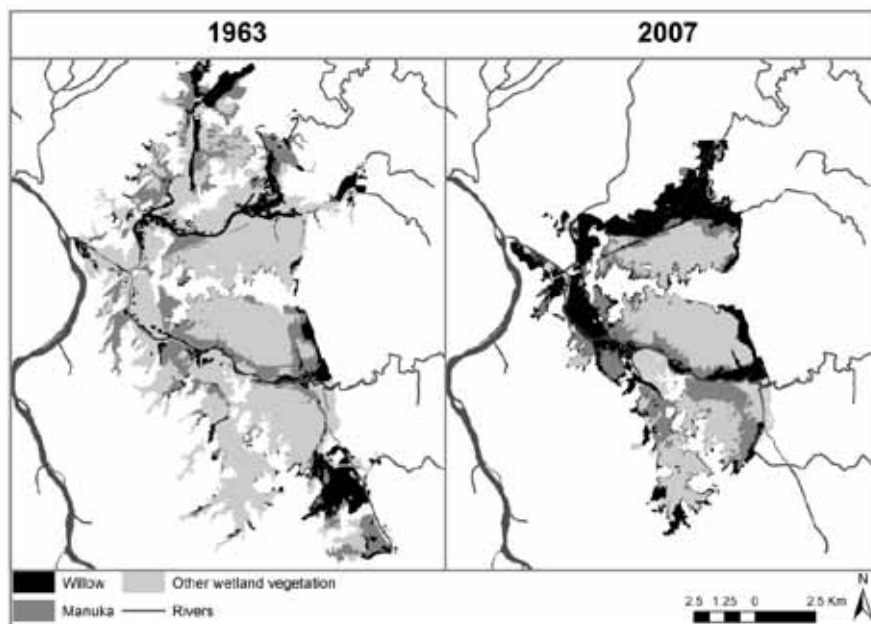 1963
2007
Willow
Other wetland vegetation
Manuka
Rivers
2.5 1.25 0 2.5 Km
N